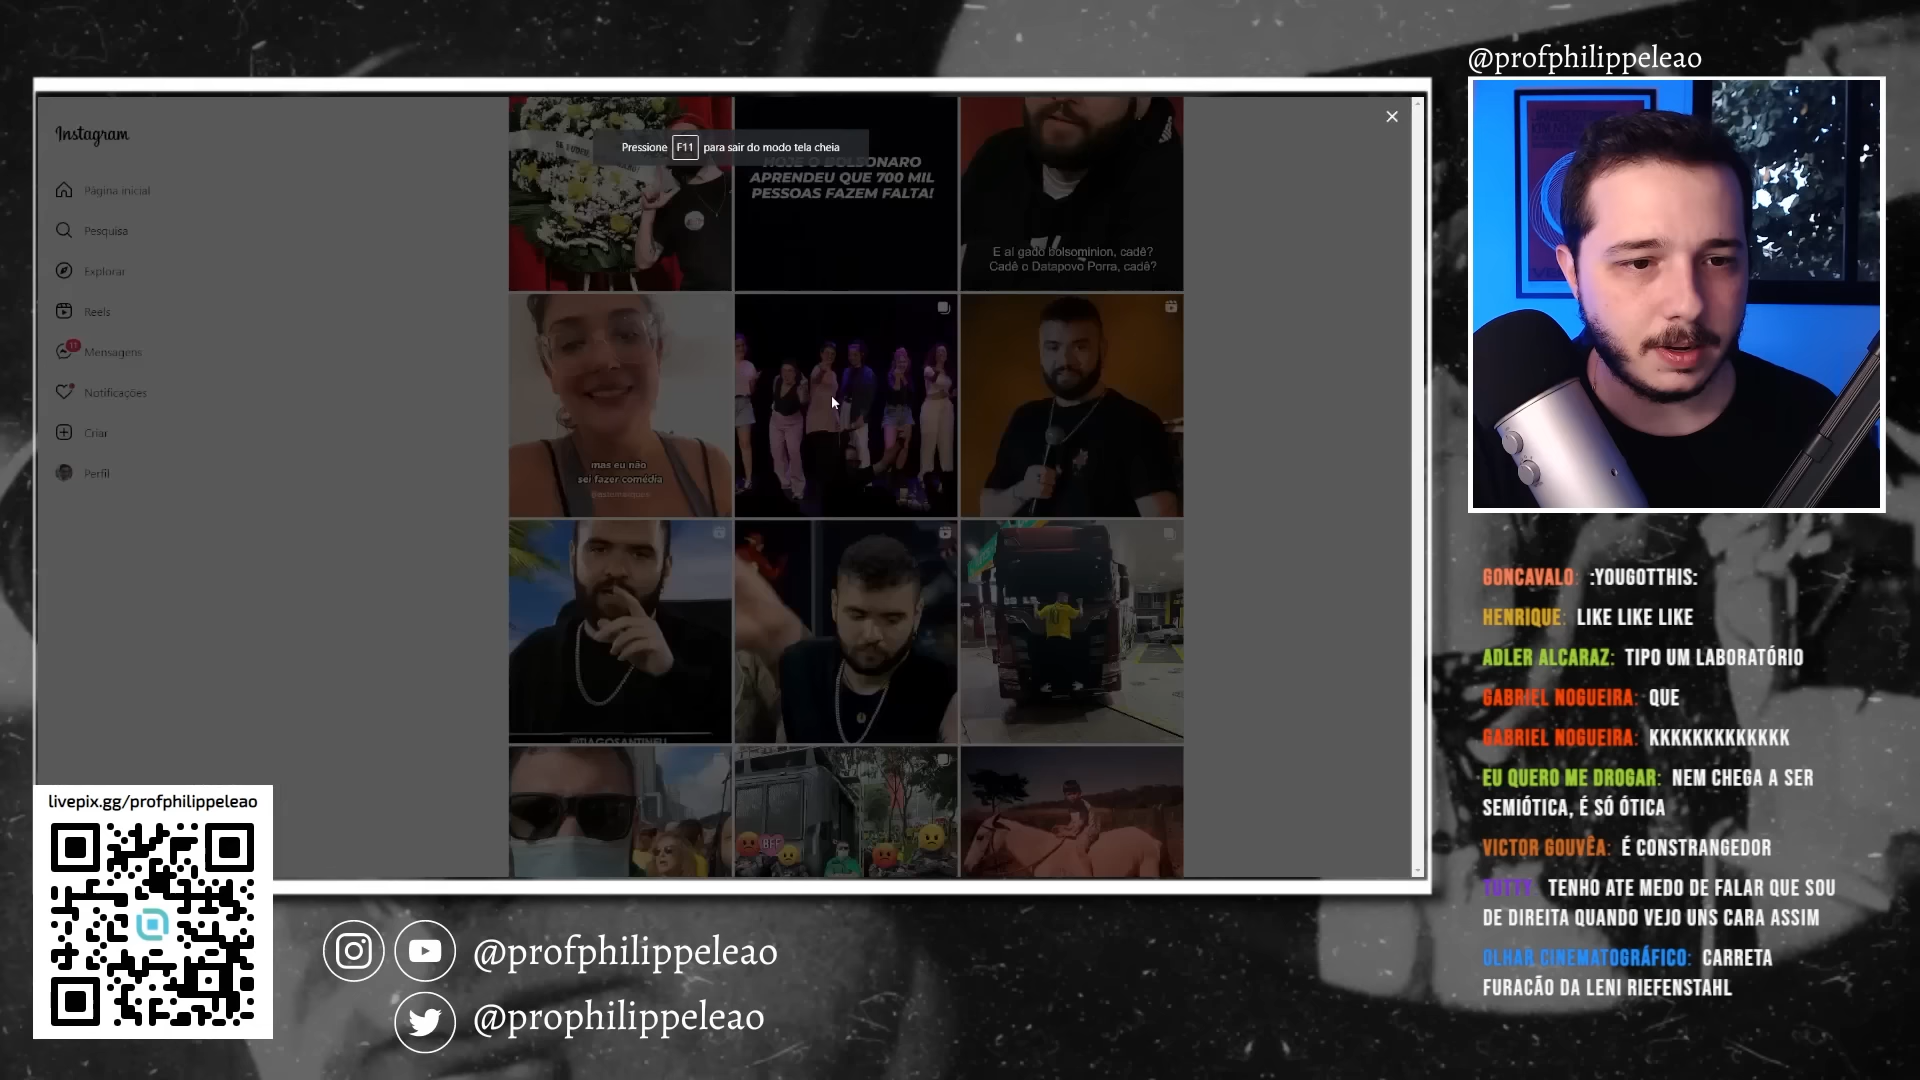 @profphilippeleao
Instagram
Pressione F11 para sair do modo tela cheia
HOJE O BOLSONARO
APRENDEU QUE 700 MIL
PESSOAS FAZEM FALTA!
Página inicial
Pesquisa
Explorar
Reels
11
Mensagens
Notificações
Criar
Perfil
E aí gado bolsominion, cadê?
Cadê o Datapovo Porra, cadê?
mas eu não
sei fazer comédia
@TIAGOSANTINELI
BFF
livepix.gg/profphilippeleao
@profphilippeleao
@prophilippeleao
GONCAVALO: :YOUGOTTHIS:
HENRIQUE: LIKE LIKE LIKE
ADLER ALCARAZ: TIPO UM LABORATÓRIO
GABRIEL NOGUEIRA: QUE
GABRIEL NOGUEIRA: KKKKKKKKKKKKK
EU QUERO ME DROGAR: NEM CHEGA A SER
SEMIÓTICA, É SÓ ÓTICA
VICTOR GOUVÊA: É CONSTRANGEDOR
TUTTY: TENHO ATE MEDO DE FALAR QUE SOU
DE DIREITA QUANDO VEJO UNS CARA ASSIM
OLHAR CINEMATOGRÁFICO: CARRETA
FURACÃO DA LENI RIEFENSTAHL